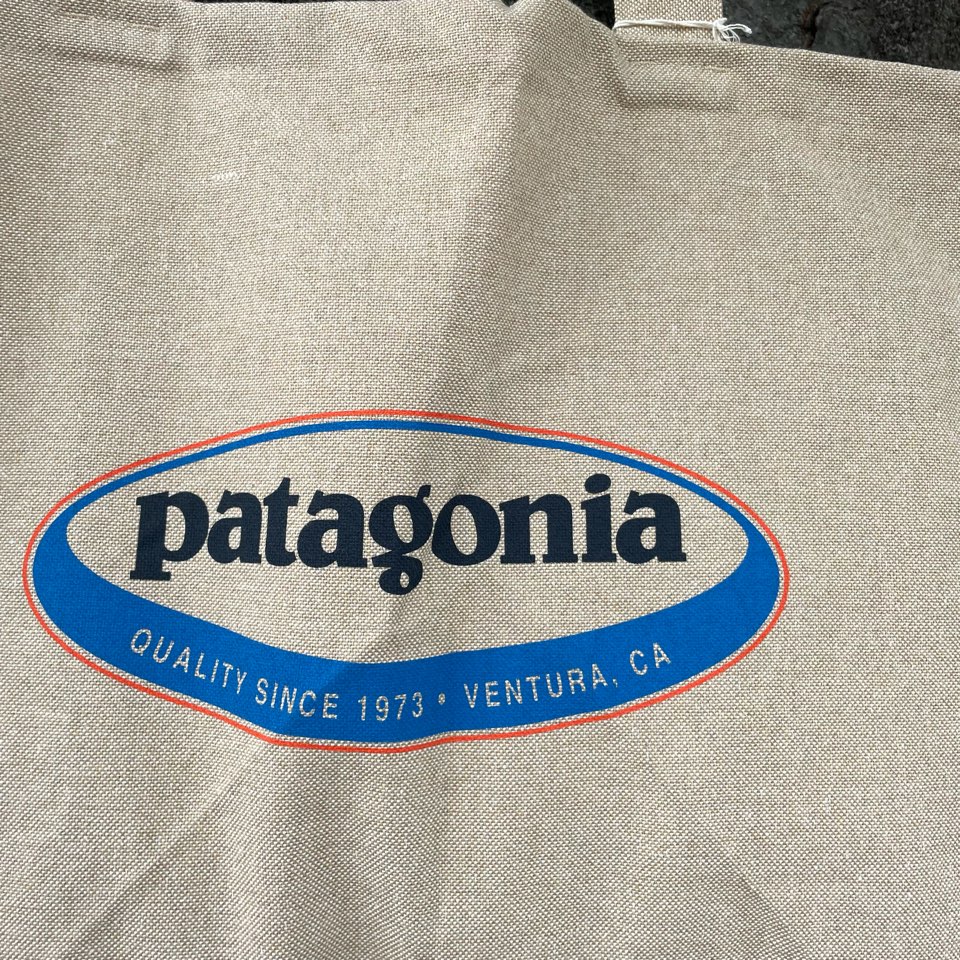 patagonia
QUALITY SINCE 1973 • VENTURA, CA